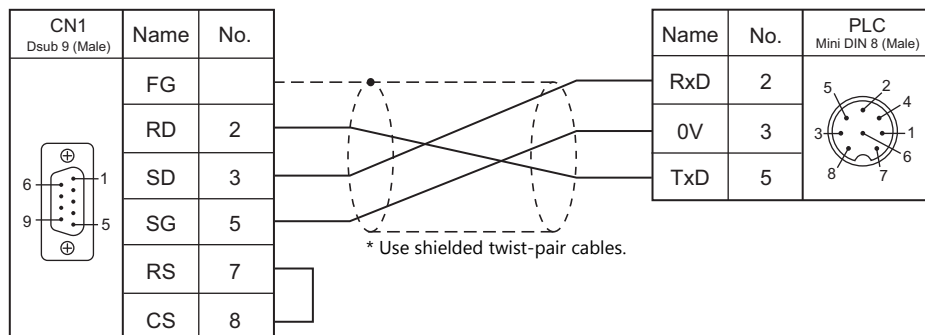 CN1
Dsub 9 (Male)
Name
No.
FG
RD
2
SD
3
SG
5
RS
7
CS
8
6
1
9
5
* Use shielded twist-pair cables.
Name
No.
PLC
Mini DIN 8 (Male)
RxD
2
0V
3
TxD
5
5
2
4
3
1
6
8
7